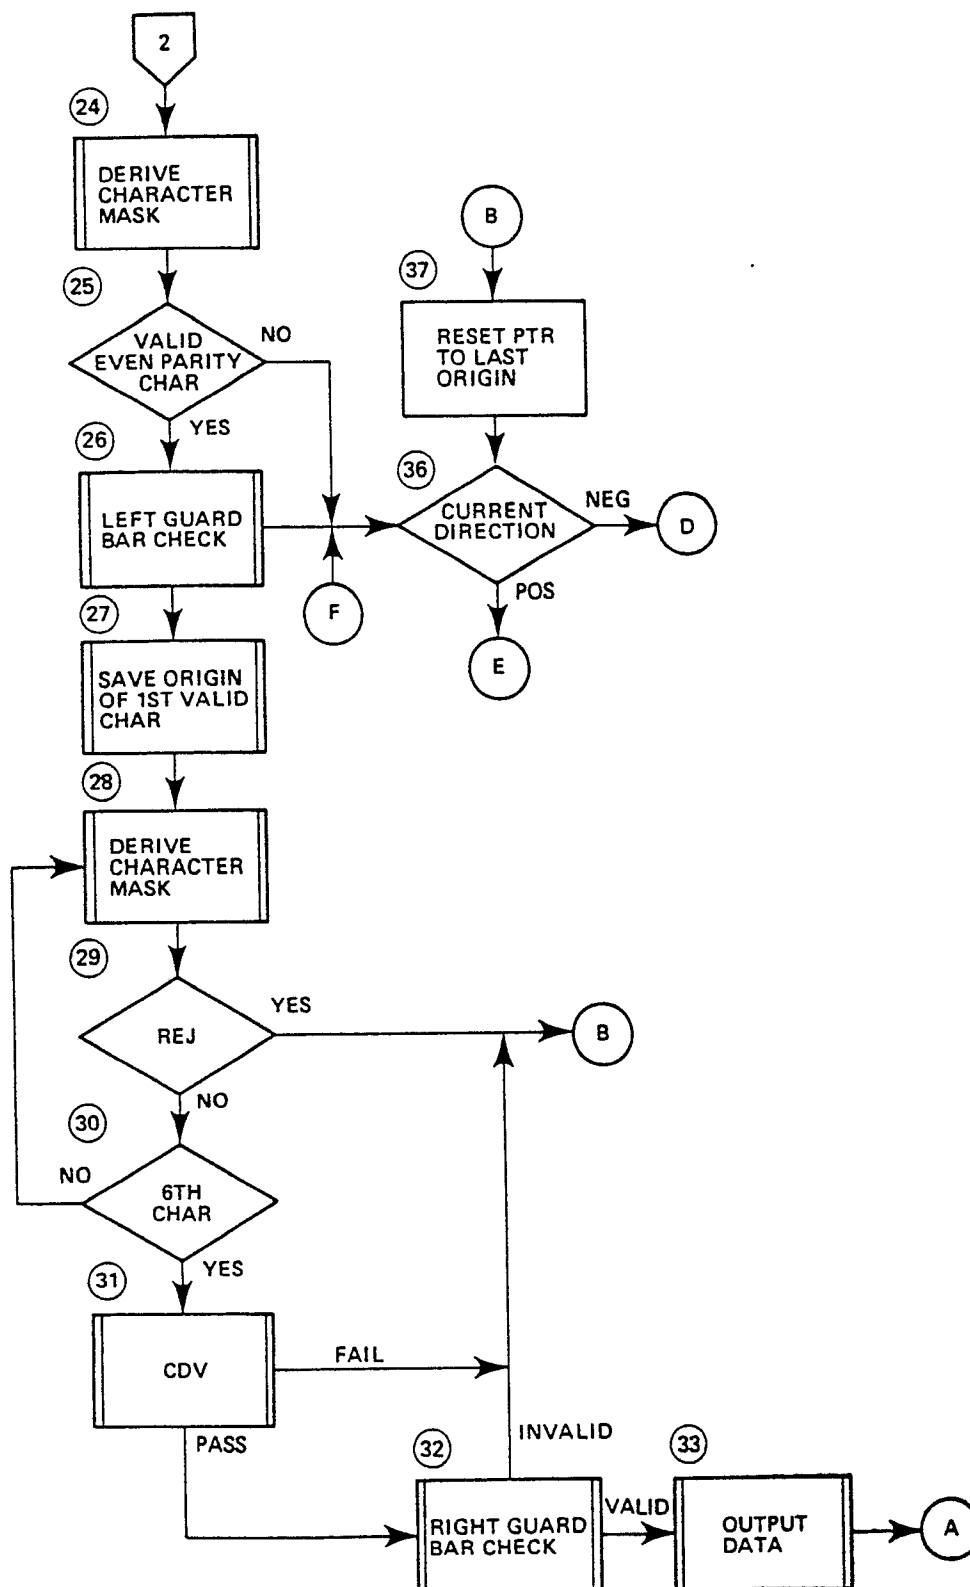 2
24
DERIVE
CHARACTER
MASK
25
VALID
EVEN PARITY
CHAR
NO
YES
B
37
RESET PTR
TO LAST
ORIGIN
26
LEFT GUARD
BAR CHECK
36
CURRENT
DIRECTION
NEG
D
POS
E
F
27
SAVE ORIGIN
OF 1ST VALID
CHAR
28
DERIVE
CHARACTER
MASK
29
REJ
YES
B
NO
30
6TH
CHAR
NO
YES
31
CDV
FAIL
PASS
INVALID
32
RIGHT GUARD
BAR CHECK
VALID
33
OUTPUT
DATA
A